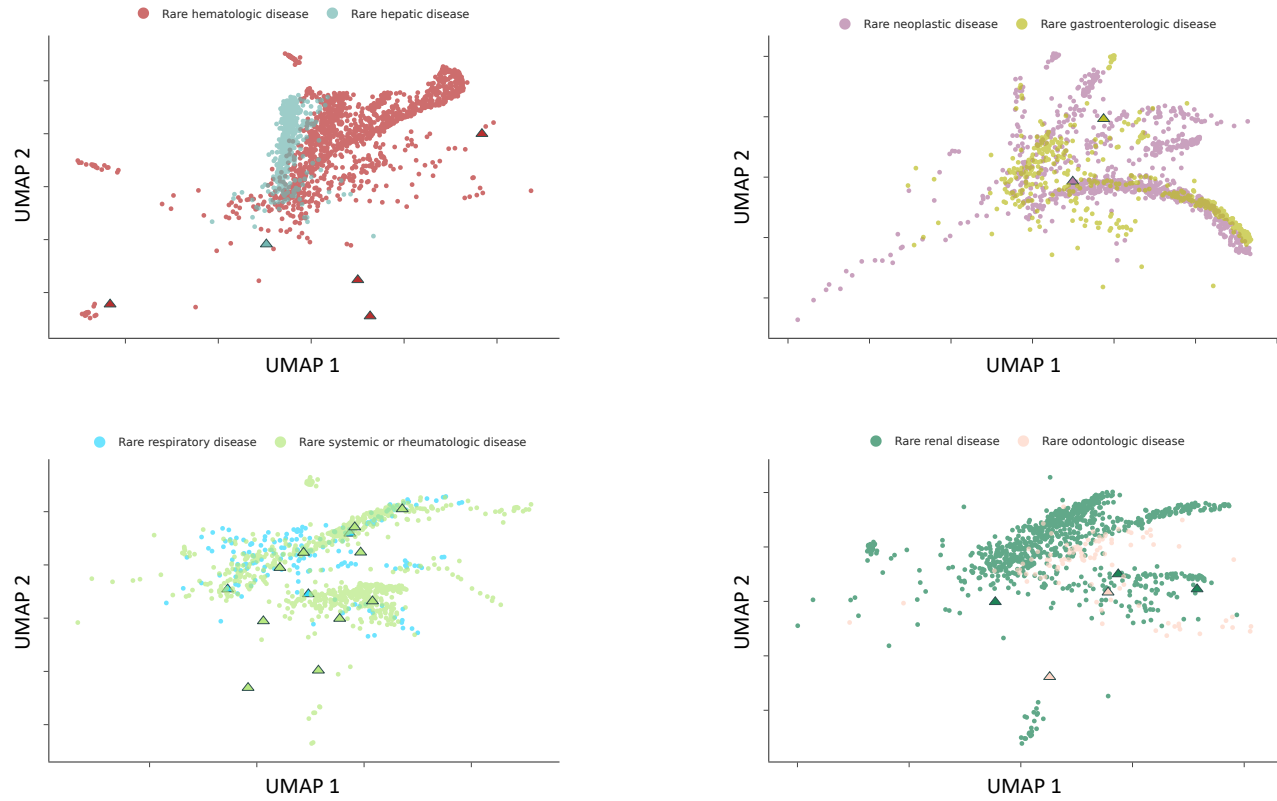 Rare hematologic disease Rare hepatic disease
UMAP 2
UMAP 1
Rare neoplastic disease Rare gastroenterologic disease
UMAP 2
UMAP 1
Rare respiratory disease Rare systemic or rheumatologic disease
UMAP 2
UMAP 1
Rare renal disease Rare odontologic disease
UMAP 2
UMAP 1